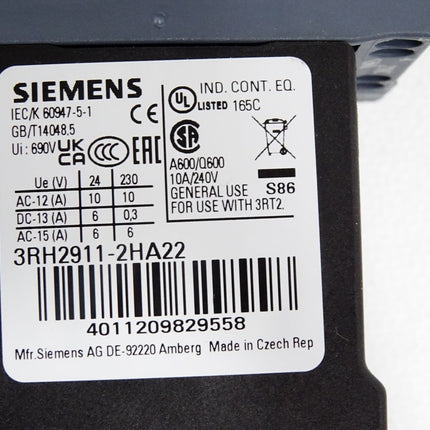 SIEMENS
IEC/K 60947-5-1
GB/T14048.5
Ui : 690V UK CA CCC EAC
CE
UL LISTED IND. CONT. EQ. 165C
A600/Q600
10A/240V
GENERAL USE
FOR USE WITH 3RT2.
S86
Ue (V) 24 230
AC-12 (A) 10 10
DC-13 (A) 6 0,3
AC-15 (A) 6 6
3RH2911-2HA22
4011209829558
Mfr.Siemens AG DE-92220 Amberg Made in Czech Rep